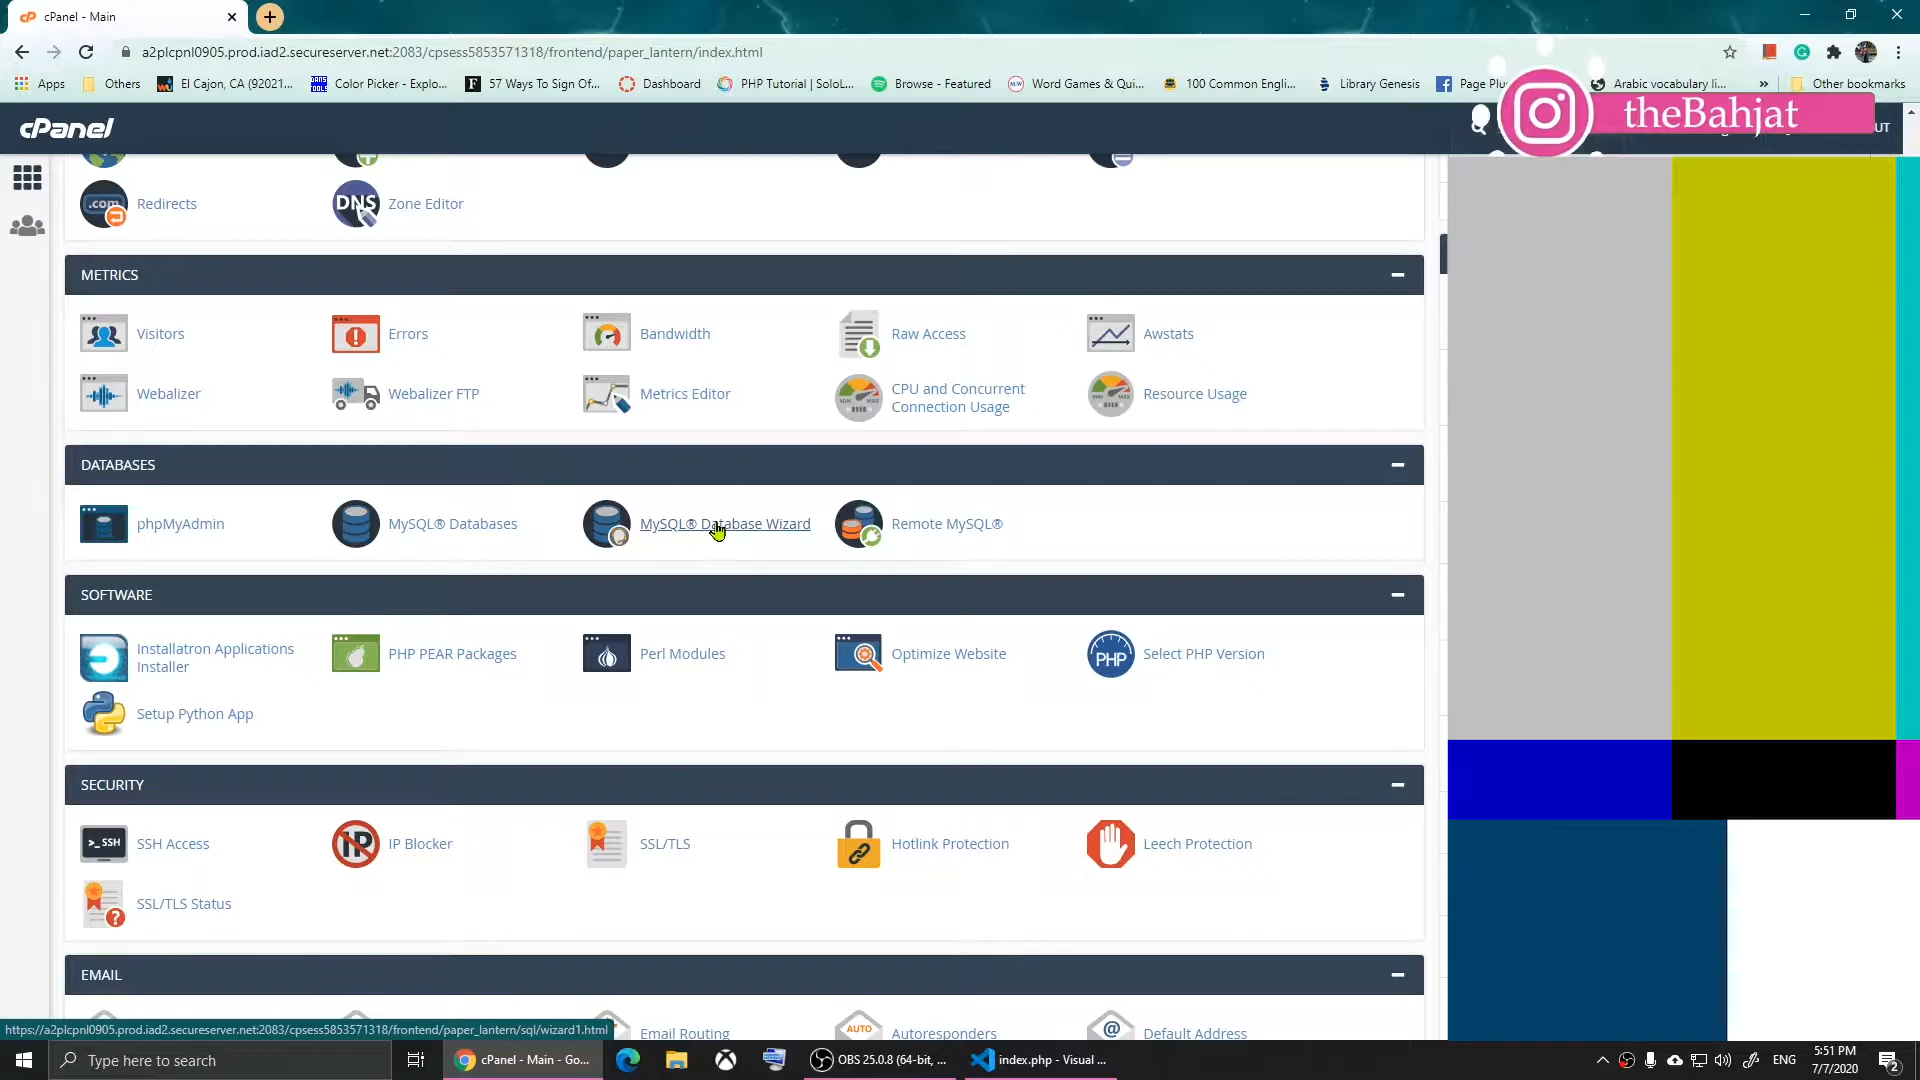 cPanel - Main
a2plcpnl0905.prod.iad2.secureserver.net:2083/cpsess5853571318/frontend/paper_lantern/index.html
Apps Others El Cajon, CA (92021... Color Picker - Explo... 57 Ways To Sign Of... Dashboard PHP Tutorial | SoloL... Browse - Featured Word Games & Qui... 100 Common Engli... Library Genesis Page Plu Arabic vocabulary li... » Other bookmarks
cPanel
theBahjat
UT
.com Redirects
DNS Zone Editor
METRICS
Visitors
Errors
Bandwidth
Raw Access
Awstats
Webalizer
Webalizer FTP
Metrics Editor
CPU and Concurrent
Connection Usage
Resource Usage
DATABASES
phpMyAdmin
MySQL® Databases
MySQL® Database Wizard
Remote MySQL®
SOFTWARE
Installatron Applications
Installer
PHP PEAR Packages
Perl Modules
Optimize Website
PHP Select PHP Version
Setup Python App
SECURITY
>_SSH SSH Access
IP IP Blocker
SSL/TLS
Hotlink Protection
Leech Protection
SSL/TLS Status
EMAIL
Email Routing
AUTO Autoresponders
@ Default Address
https://a2plcpnl0905.prod.iad2.secureserver.net:2083/cpsess5853571318/frontend/paper_lantern/sql/wizard1.html
Type here to search
cPanel - Main - Go...
OBS 25.0.8 (64-bit, ...
index.php - Visual ...
ENG
5:51 PM
7/7/2020
2